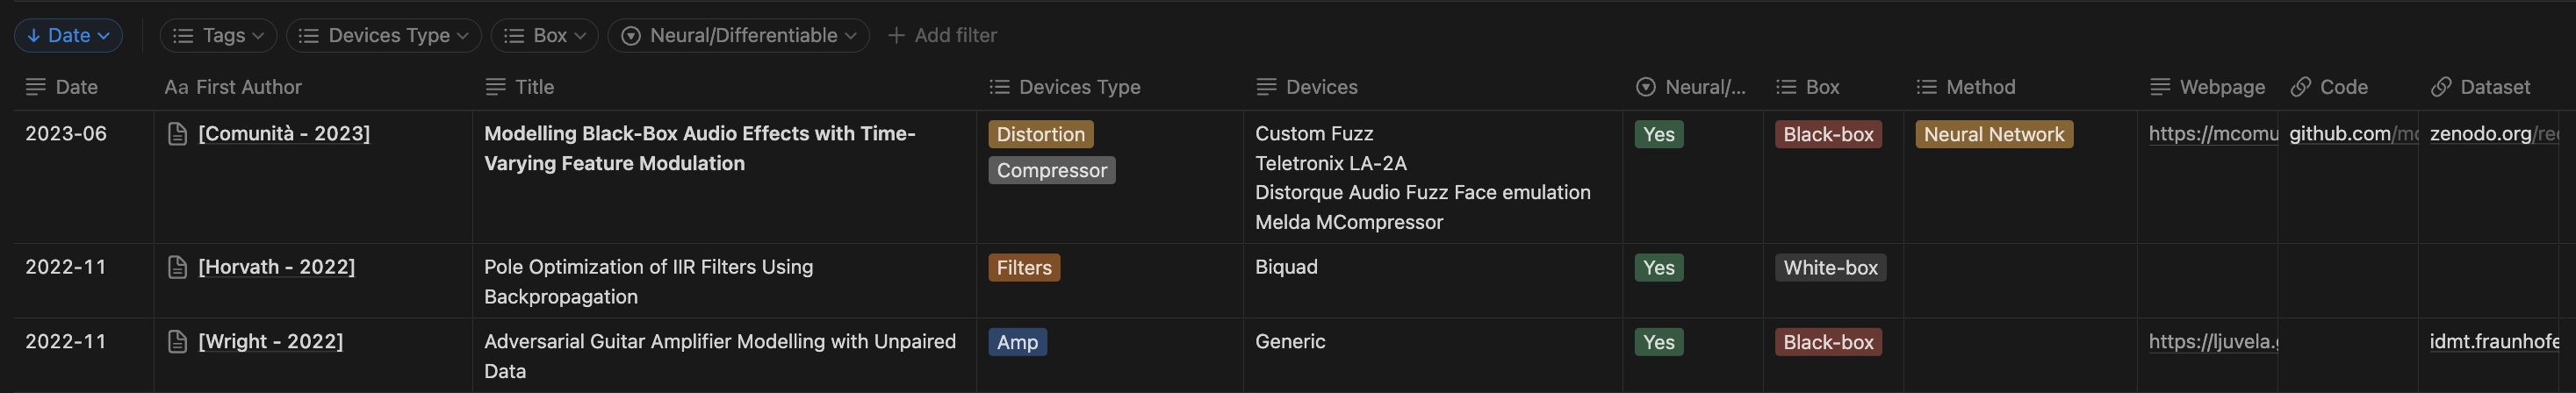 Date Tags Devices Type Box Neural/Differentiable Add filter
Date Aa First Author Title Devices Type Devices Neural/... Box Method Webpage Code Dataset
2023-06 [Comunità - 2023] Modelling Black-Box Audio Effects with Time- Distortion Custom Fuzz Yes Black-box Neural Network https://mcomu github.com/mc zenodo.org/re
Varying Feature Modulation Compressor Teletronix LA-2A
Distorque Audio Fuzz Face emulation
Melda MCompressor
2022-11 [Horvath - 2022] Pole Optimization of IIR Filters Using Filters Biquad Yes White-box
Backpropagation
2022-11 [Wright - 2022] Adversarial Guitar Amplifier Modelling with Unpaired Amp Generic Yes Black-box https://ljuvela. idmt.fraunhofe
Data